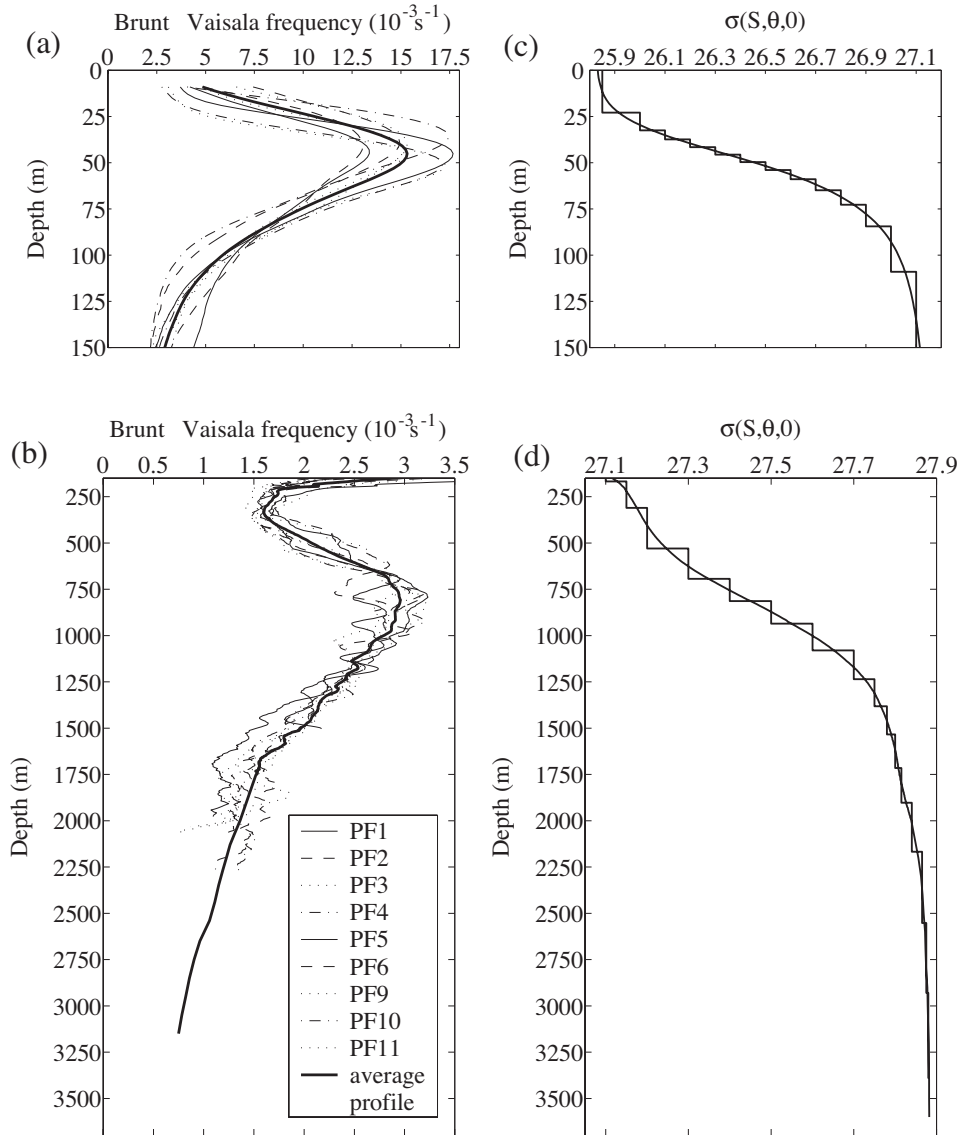 (a)
Brunt Vaisala frequency (10⁻³s⁻¹)
0 2.5 5 7.5 10 12.5 15 17.5
Depth (m)
0
25
50
75
100
125
150
(c)
σ(S,θ,0)
25.9 26.1 26.3 26.5 26.7 26.9 27.1
Depth (m)
0
25
50
75
100
125
150
(b)
Brunt Vaisala frequency (10⁻³s⁻¹)
0 0.5 1 1.5 2 2.5 3 3.5
Depth (m)
250
500
750
1000
1250
1500
1750
2000
2250
2500
2750
3000
3250
3500
PF1
PF2
PF3
PF4
PF5
PF6
PF9
PF10
PF11
average
profile
(d)
σ(S,θ,0)
27.1 27.3 27.5 27.7 27.9
Depth (m)
250
500
750
1000
1250
1500
1750
2000
2250
2500
2750
3000
3250
3500